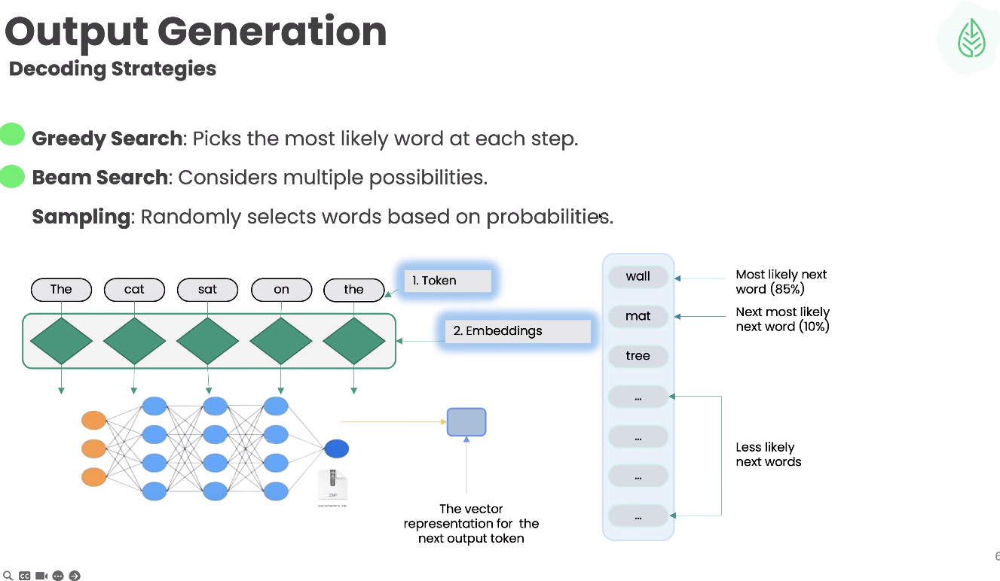 Output Generation
Decoding Strategies
Greedy Search: Picks the most likely word at each step.
Beam Search: Considers multiple possibilities.
Sampling: Randomly selects words based on probabilities.
The
cat
sat
on
the
1. Token
2. Embeddings
wall
mat
tree
...
...
...
...
Most likely next
word (85%)
Next most likely
next word (10%)
Less likely
next words
ZIP
parameters.zip
The vector
representation for the
next output token
6
CC